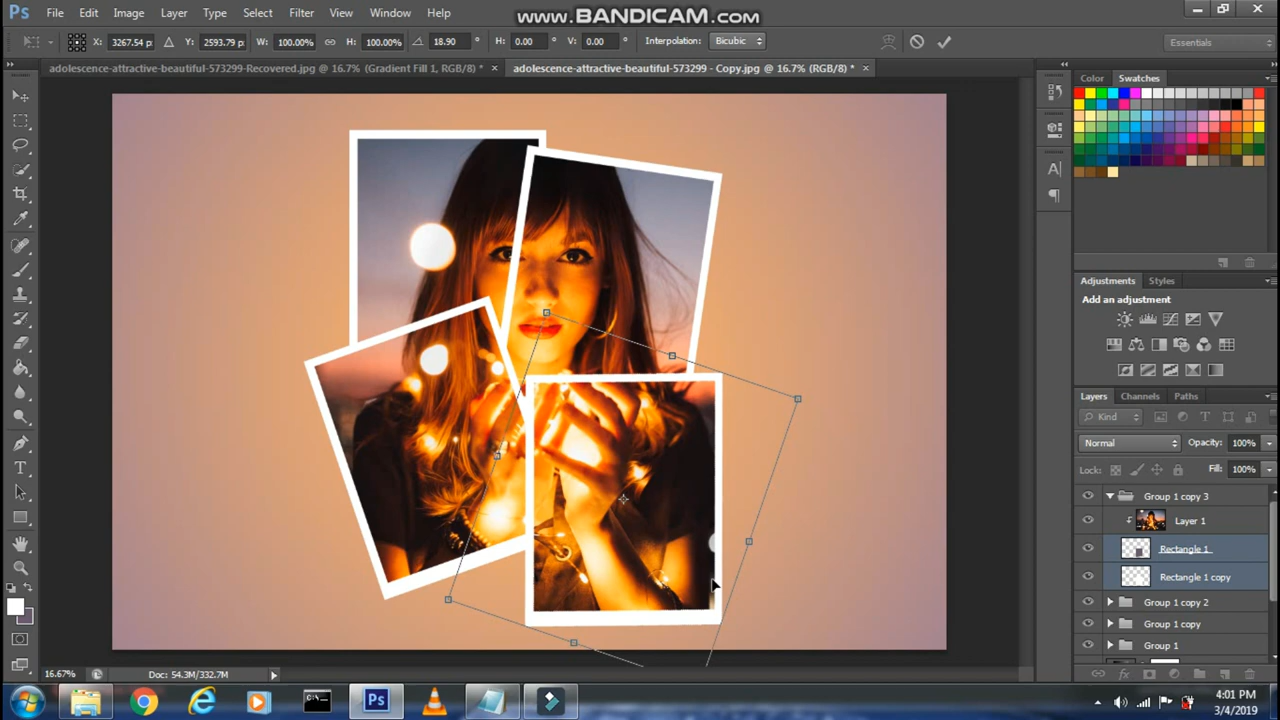 www.BANDICAM.com
Ps File Edit Image Layer Type Select Filter View Window Help
X: 3267.54 p Y: 2593.79 p W: 100.00% H: 100.00% 18.90 ° H: 0.00 ° V: 0.00 ° Interpolation: Bicubic Essentials
adolescence-attractive-beautiful-573299-Recovered.jpg @ 16.7% (Gradient Fill 1, RGB/8) * × adolescence-attractive-beautiful-573299 - Copy.jpg @ 16.7% (RGB/8) * ×
Color Swatches
Adjustments Styles
Add an adjustment
Layers Channels Paths
Kind
Normal Opacity: 100%
Lock: Fill: 100%
Group 1 copy 3
Layer 1
Rectangle 1
Rectangle 1 copy
Group 1 copy 2
Group 1 copy
Group 1
16.67% Doc: 54.3M/332.7M
4:01 PM
3/4/2019